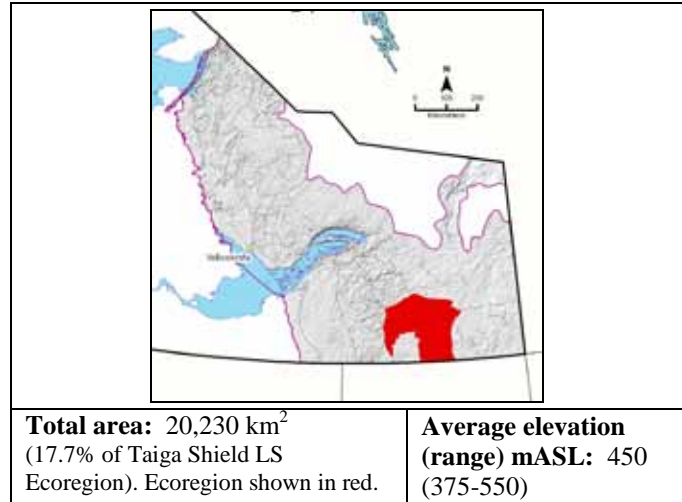 N
Yellowknife
Total area: 20,230 km²
(17.7% of Taiga Shield LS
Ecoregion). Ecoregion shown in red.
Average elevation
(range) mASL: 450
(375-550)